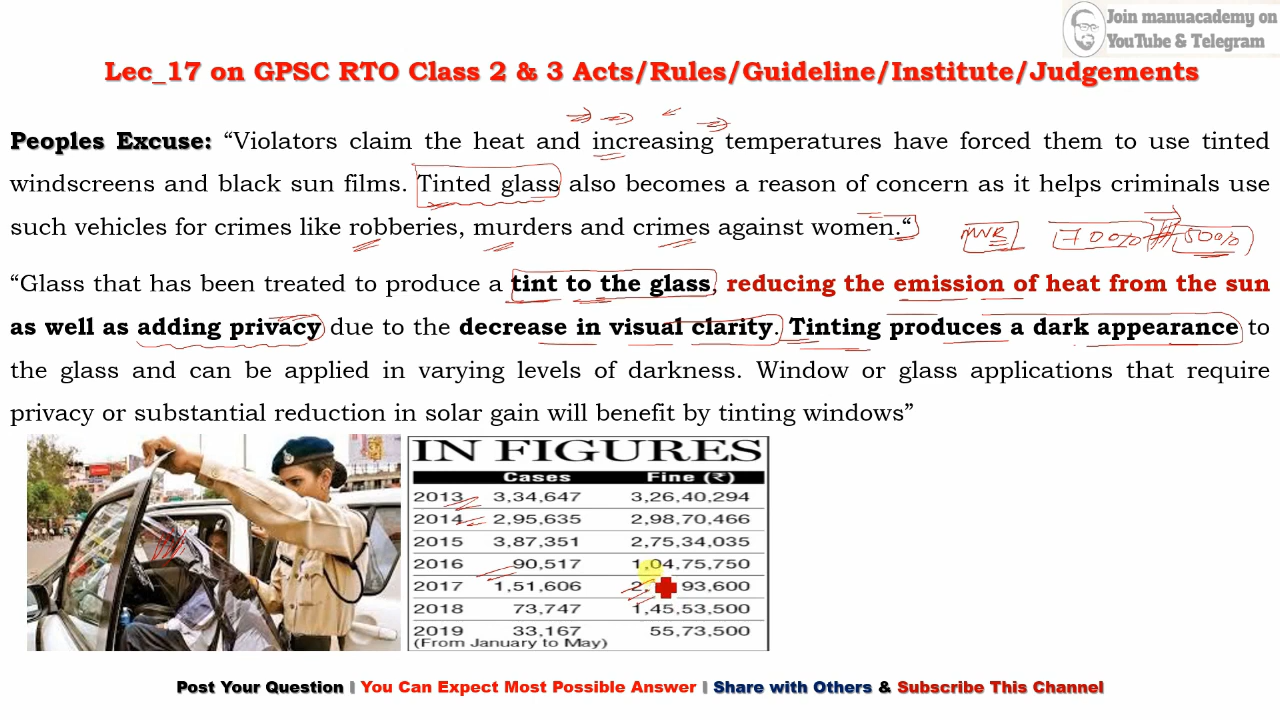 Join manuacademy on
YouTube & Telegram
Lec_17 on GPSC RTO Class 2 & 3 Acts/Rules/Guideline/Institute/Judgements
Peoples Excuse: “Violators claim the heat and increasing temperatures have forced them to use tinted
windscreens and black sun films. Tinted glass also becomes a reason of concern as it helps criminals use
such vehicles for crimes like robberies, murders and crimes against women.“
70% 50%
“Glass that has been treated to produce a tint to the glass, reducing the emission of heat from the sun
as well as adding privacy due to the decrease in visual clarity. Tinting produces a dark appearance to
the glass and can be applied in varying levels of darkness. Window or glass applications that require
privacy or substantial reduction in solar gain will benefit by tinting windows”
IN FIGURES
Cases Fine (₹)
2013 3,34,647 3,26,40,294
2014 2,95,635 2,98,70,466
2015 3,87,351 2,75,34,035
2016 90,517 1,04,75,750
2017 1,51,606 2, 93,600
2018 73,747 1,45,53,500
2019 33,167 55,73,500
(From January to May)
Post Your Question | You Can Expect Most Possible Answer | Share with Others & Subscribe This Channel